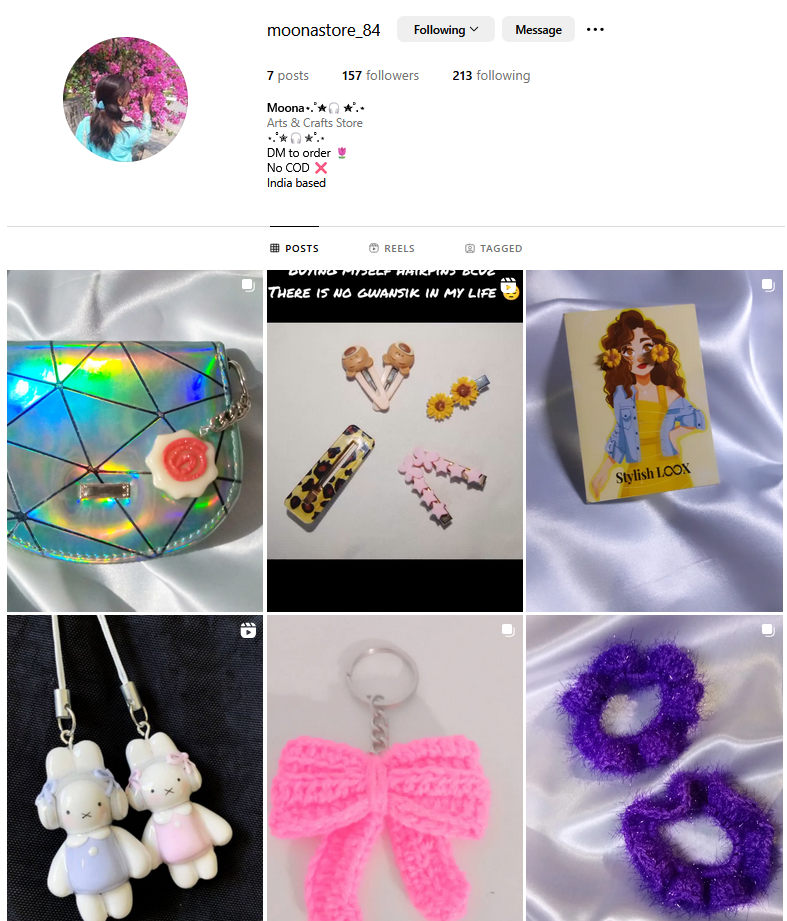 moonastore_84
Following
Message
7 posts
157 followers
213 following
Moona⋆.˚★🎧★˚.⋆
Arts & Crafts Store
⋆.˚★🎧★˚.⋆
DM to order 🌷
No COD ❌
India based
POSTS
REELS
TAGGED
BUYING MYSELF HAIRPINS BCUZ
THERE IS NO GWANSIK IN MY LIFE
Stylish LOOX